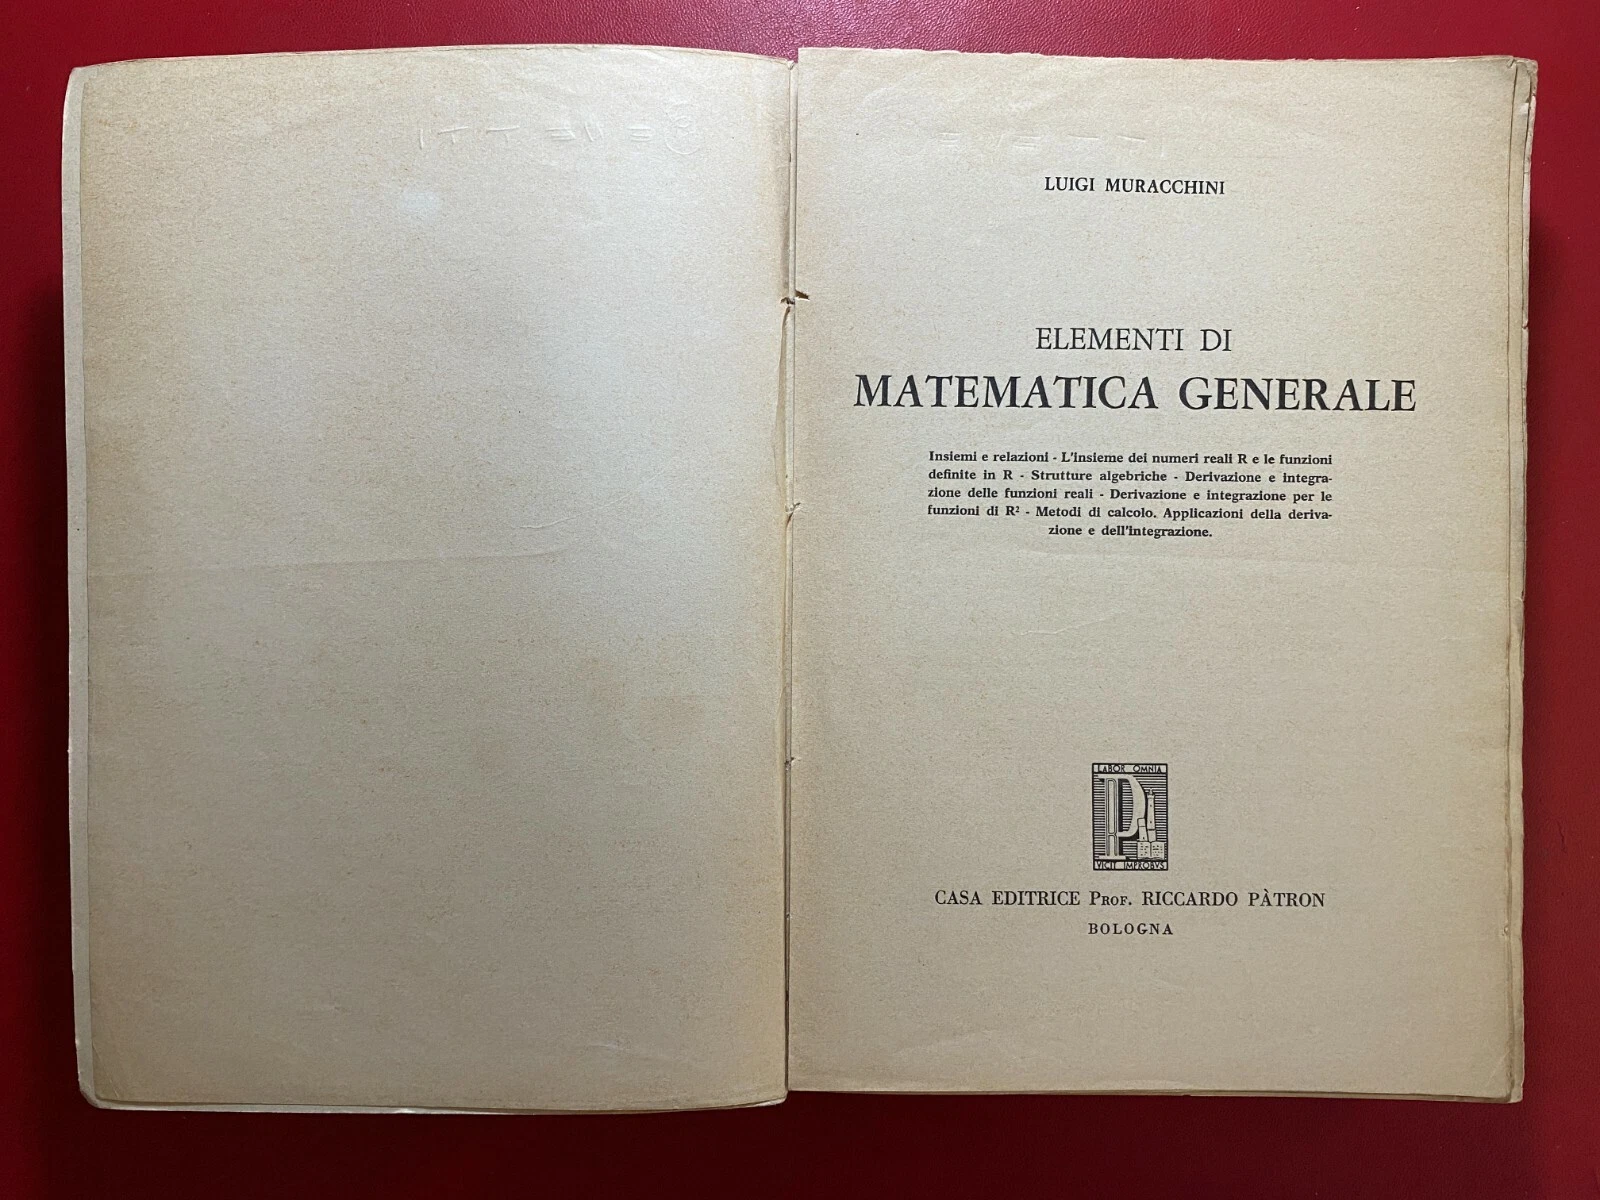 LUIGI MURACCHINI
ELEMENTI DI
MATEMATICA GENERALE
Insiemi e relazioni - L'insieme dei numeri reali R e le funzioni
definite in R - Strutture algebriche - Derivazione e integra-
zione delle funzioni reali - Derivazione e integrazione per le
funzioni di R² - Metodi di calcolo. Applicazioni della deriva-
zione e dell'integrazione.
LABOR OMNIA
VICIT IMPROBVS
CASA EDITRICE PROF. RICCARDO PÀTRON
BOLOGNA